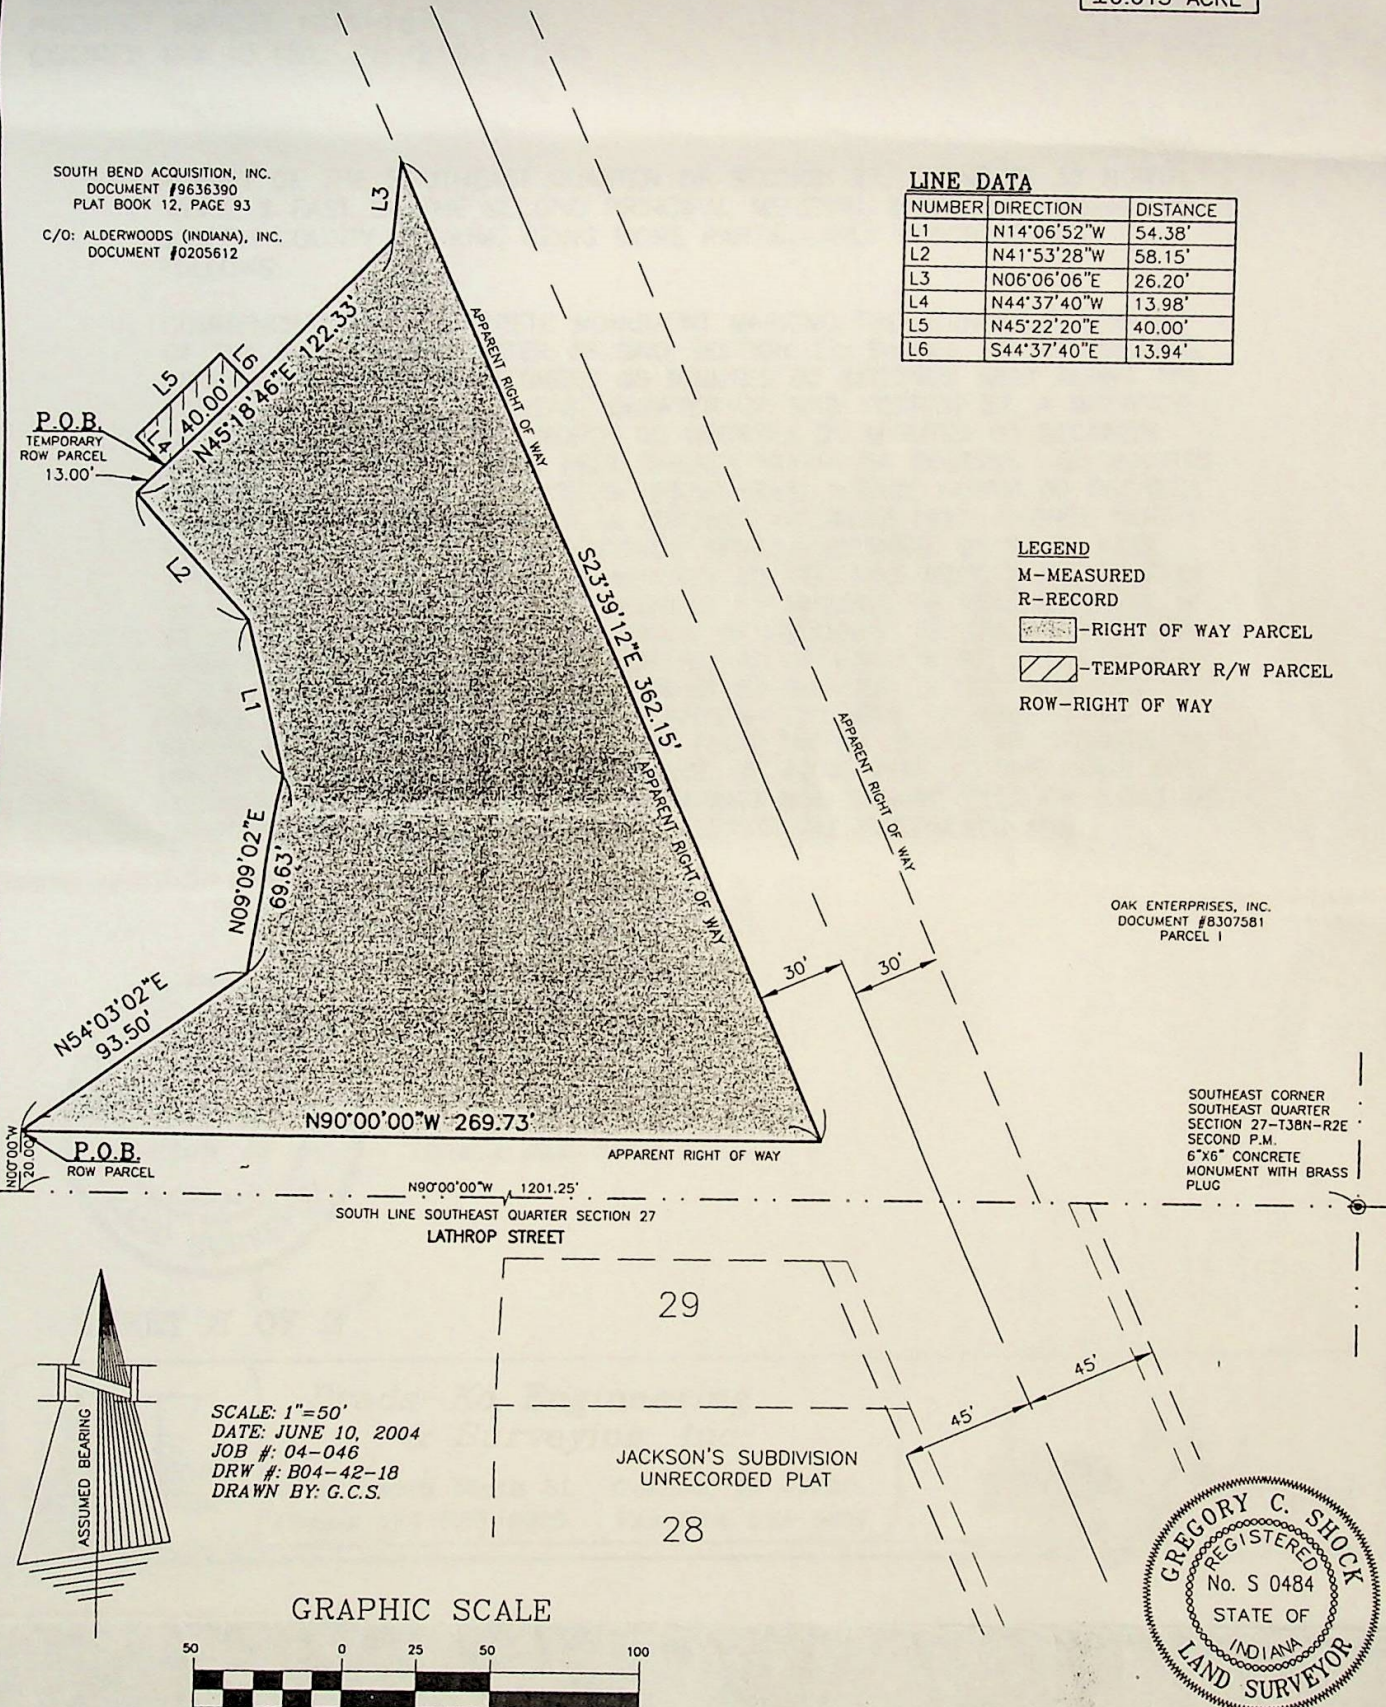 SOUTH BEND ACQUISITION, INC.
DOCUMENT #9636390
PLAT BOOK 12, PAGE 93
C/O: ALDERWOODS (INDIANA), INC.
DOCUMENT #0205612
LINE DATA
NUMBER DIRECTION DISTANCE
L1 N14°06'52"W 54.38'
L2 N41°53'28"W 58.15'
L3 N06°06'06"E 26.20'
L4 N44°37'40"W 13.98'
L5 N45°22'20"E 40.00'
L6 S44°37'40"E 13.94'
L3
N45°18'46"E 122.33'
40.00'
L5
L6
L4
P.O.B.
TEMPORARY
ROW PARCEL
13.00'
L2
L1
APPARENT RIGHT OF WAY
S23°39'12"E 362.15'
APPARENT RIGHT OF WAY
APPARENT RIGHT OF WAY
LEGEND
M-MEASURED
R-RECORD
-RIGHT OF WAY PARCEL
-TEMPORARY R/W PARCEL
ROW-RIGHT OF WAY
N09°09'02"E
69.63'
OAK ENTERPRISES, INC.
DOCUMENT #8307581
PARCEL I
30'
30'
N54°03'02"E
93.50'
N90°00'00"W 269.73'
P.O.B.
ROW PARCEL
N00°00'W
20.00'
APPARENT RIGHT OF WAY
SOUTHEAST CORNER
SOUTHEAST QUARTER
SECTION 27-T38N-R2E
SECOND P.M.
6"X6" CONCRETE
MONUMENT WITH BRASS
PLUG
N90°00'00"W 1201.25'
SOUTH LINE SOUTHEAST QUARTER SECTION 27
LATHROP STREET
29
45'
45'
ASSUMED BEARING
SCALE: 1"=50'
DATE: JUNE 10, 2004
JOB #: 04-046
DRW #: B04-42-18
DRAWN BY: G.C.S.
JACKSON'S SUBDIVISION
UNRECORDED PLAT
28
GREGORY C. SHOCK
REGISTERED
No. S 0484
STATE OF
INDIANA
LAND SURVEYOR
GRAPHIC SCALE
50 0 25 50 100